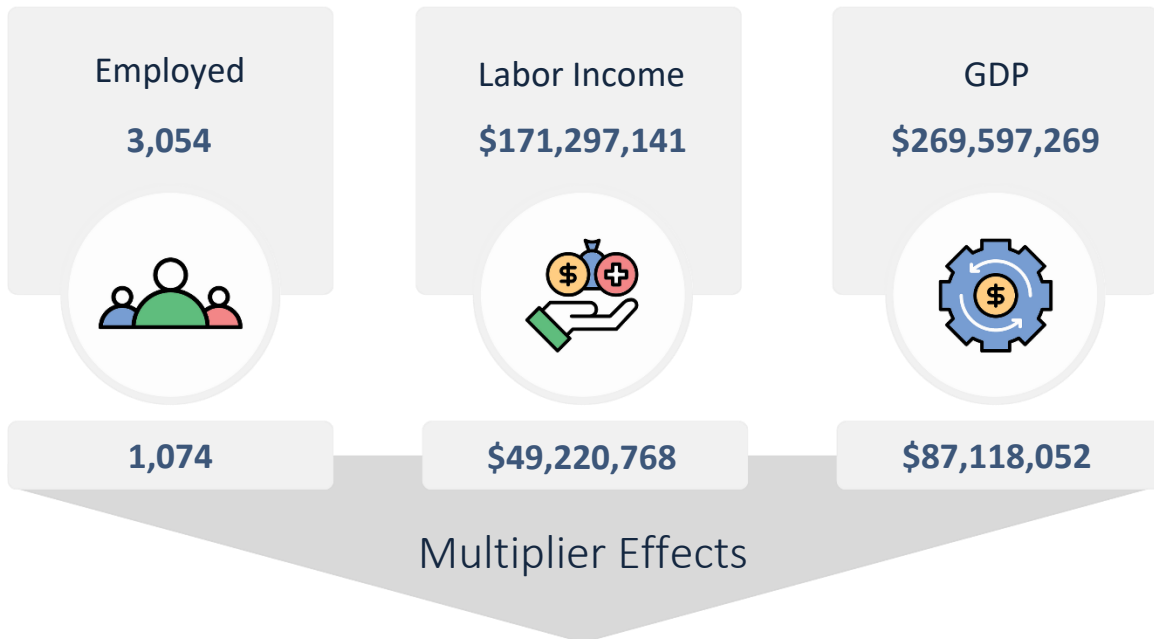 Employed
3,054
Labor Income
$171,297,141
GDP
$269,597,269
$
$
1,074
$49,220,768
$87,118,052
Multiplier Effects